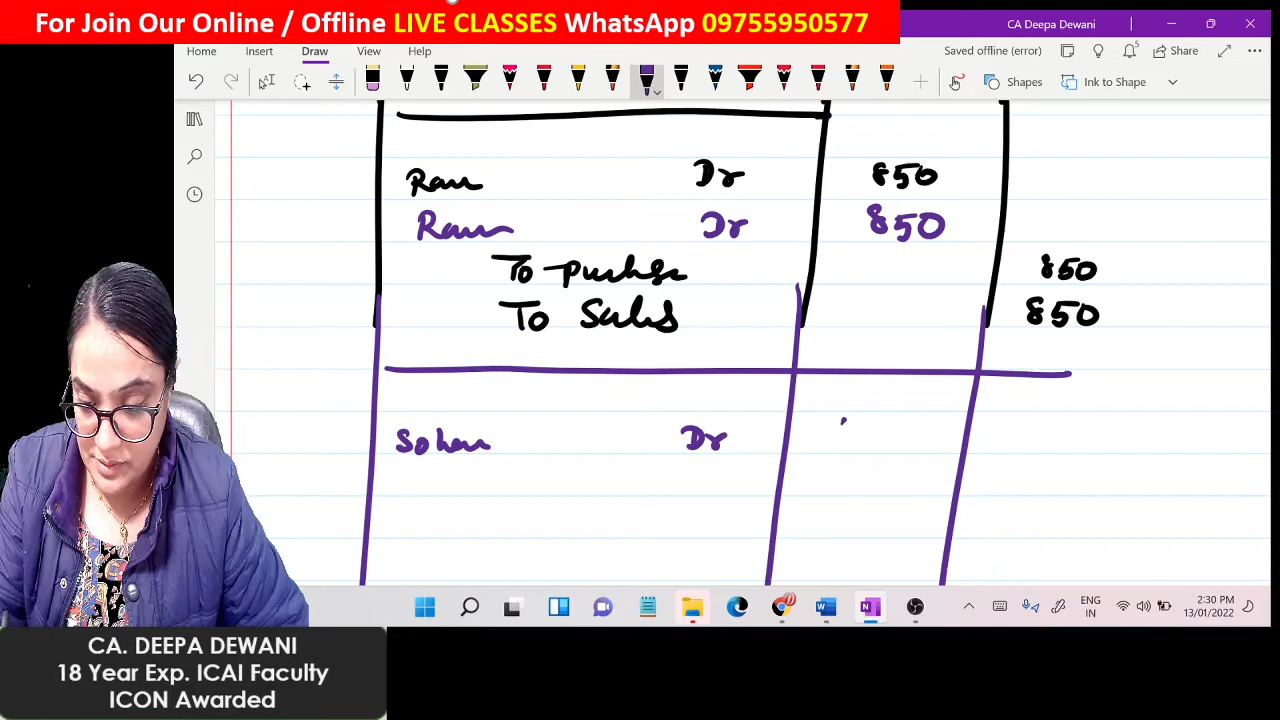 For Join Our Online / Offline LIVE CLASSES WhatsApp 09755950577
CA Deepa Dewani
Home Insert Draw View Help
Saved offline (error)
Share
Shapes
Ink to Shape
Ram Dr 850
Ram Dr 850
To purchase 850
To Sales 850
Sohan Dr
ENG
IN
2:30 PM
13/01/2022
CA. DEEPA DEWANI
18 Year Exp. ICAI Faculty
ICON Awarded